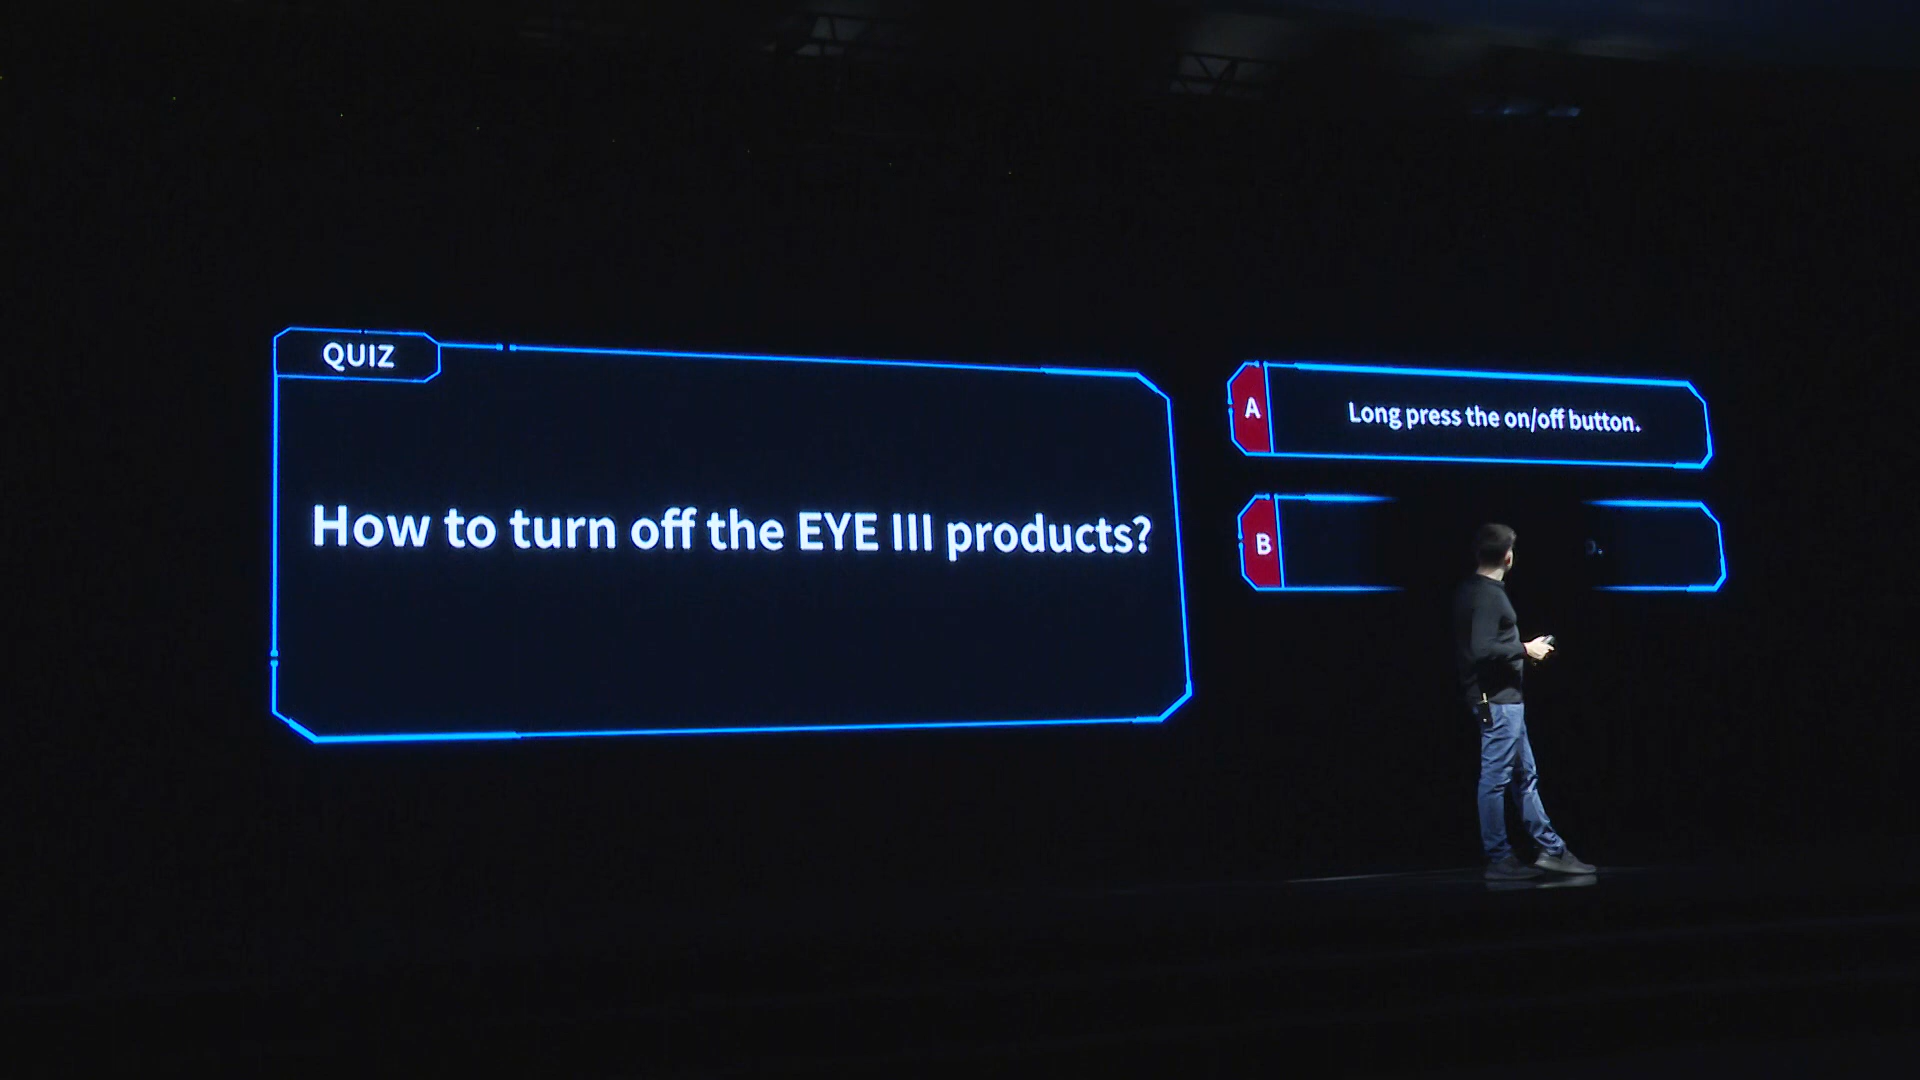 QUIZ
How to turn off the EYE III products?
A
Long press the on/off button.
B